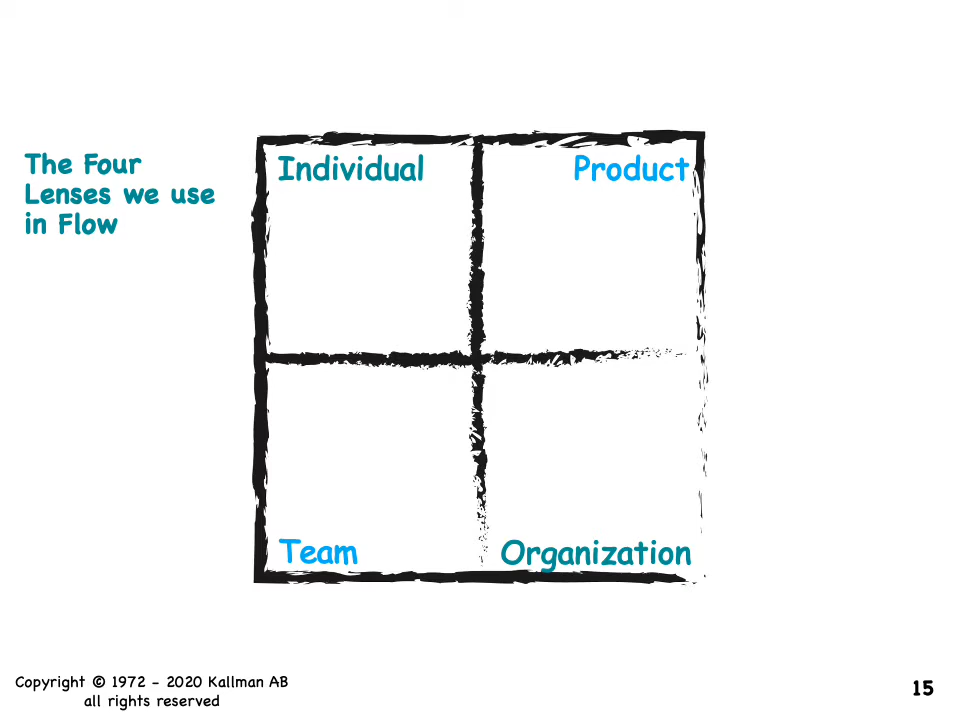 The Four
Lenses we use
in Flow
Individual
Product
Team
Organization
Copyright © 1972 - 2020 Kallman AB
all rights reserved
15